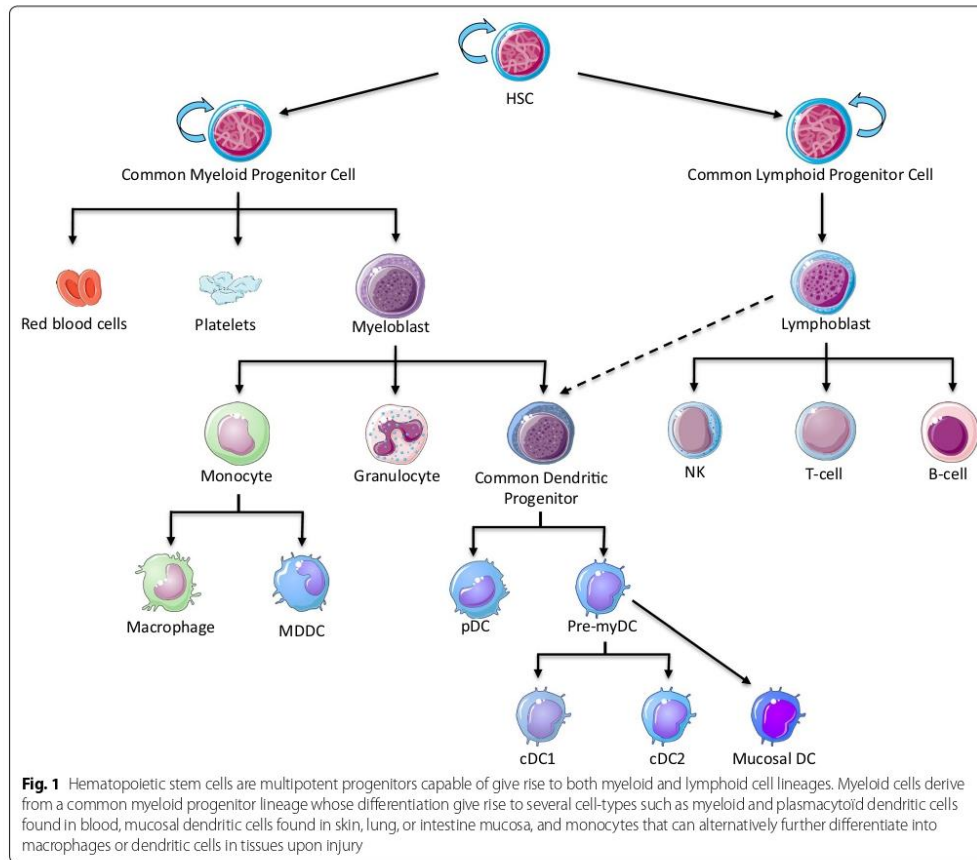 HSC
Common Myeloid Progenitor Cell
Common Lymphoid Progenitor Cell
Red blood cells
Platelets
Myeloblast
Lymphoblast
Monocyte
Granulocyte
Common Dendritic
Progenitor
NK
T-cell
B-cell
Macrophage
MDDC
pDC
Pre-myDC
cDC1
cDC2
Mucosal DC
Fig. 1 Hematopoietic stem cells are multipotent progenitors capable of give rise to both myeloid and lymphoid cell lineages. Myeloid cells derive
from a common myeloid progenitor lineage whose differentiation give rise to several cell-types such as myeloid and plasmacytoïd dendritic cells
found in blood, mucosal dendritic cells found in skin, lung, or intestine mucosa, and monocytes that can alternatively further differentiate into
macrophages or dendritic cells in tissues upon injury